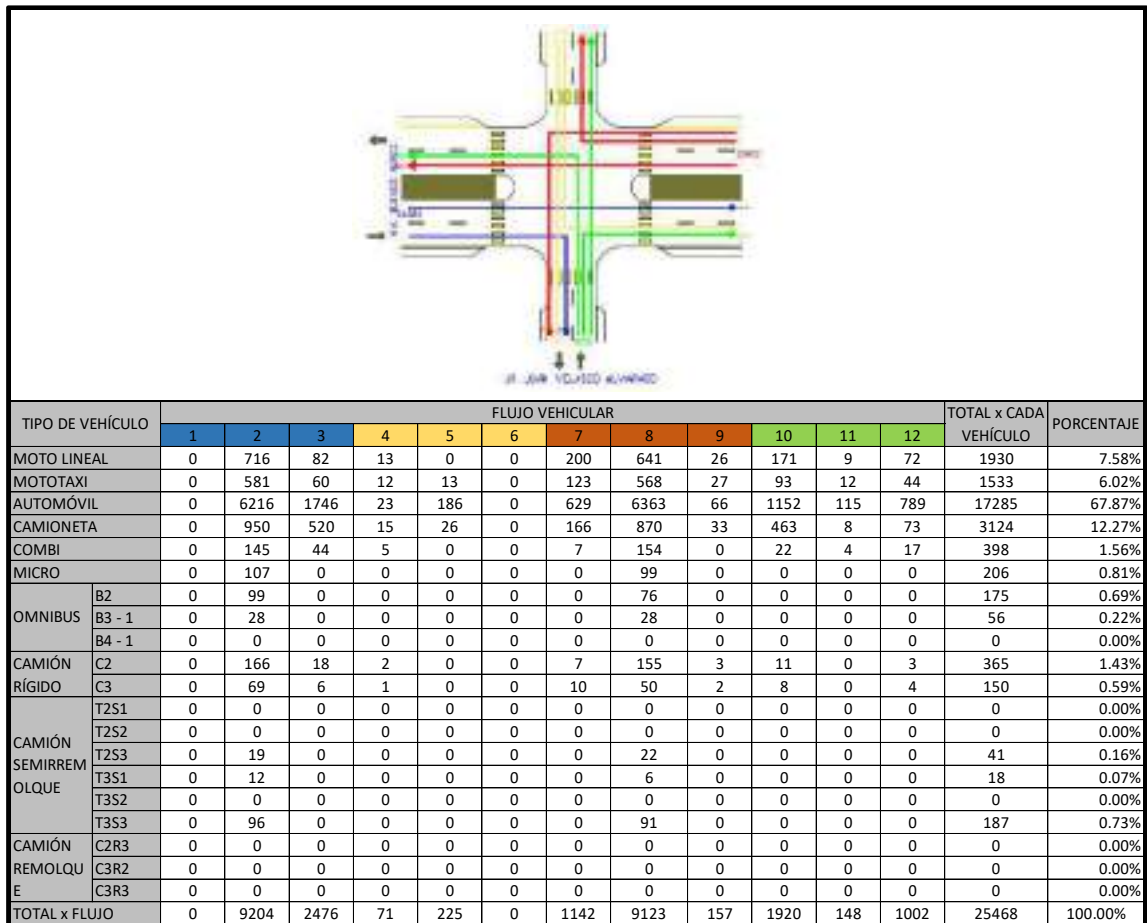 JR. JUAN VELASCO ALVARADO
TIPO DE VEHÍCULO FLUJO VEHICULAR TOTAL x CADA VEHÍCULO PORCENTAJE
1 2 3 4 5 6 7 8 9 10 11 12
MOTO LINEAL 0 716 82 13 0 0 200 641 26 171 9 72 1930 7.58%
MOTOTAXI 0 581 60 12 13 0 123 568 27 93 12 44 1533 6.02%
AUTOMÓVIL 0 6216 1746 23 186 0 629 6363 66 1152 115 789 17285 67.87%
CAMIONETA 0 950 520 15 26 0 166 870 33 463 8 73 3124 12.27%
COMBI 0 145 44 5 0 0 7 154 0 22 4 17 398 1.56%
MICRO 0 107 0 0 0 0 0 99 0 0 0 0 206 0.81%
OMNIBUS B2 0 99 0 0 0 0 0 76 0 0 0 0 175 0.69%
B3 - 1 0 28 0 0 0 0 0 28 0 0 0 0 56 0.22%
B4 - 1 0 0 0 0 0 0 0 0 0 0 0 0 0 0.00%
CAMIÓN RÍGIDO C2 0 166 18 2 0 0 7 155 3 11 0 3 365 1.43%
C3 0 69 6 1 0 0 10 50 2 8 0 4 150 0.59%
CAMIÓN SEMIRREM OLQUE T2S1 0 0 0 0 0 0 0 0 0 0 0 0 0 0.00%
T2S2 0 0 0 0 0 0 0 0 0 0 0 0 0 0.00%
T2S3 0 19 0 0 0 0 0 22 0 0 0 0 41 0.16%
T3S1 0 12 0 0 0 0 0 6 0 0 0 0 18 0.07%
T3S2 0 0 0 0 0 0 0 0 0 0 0 0 0 0.00%
T3S3 0 96 0 0 0 0 0 91 0 0 0 0 187 0.73%
CAMIÓN REMOLQU E C2R3 0 0 0 0 0 0 0 0 0 0 0 0 0 0.00%
C3R2 0 0 0 0 0 0 0 0 0 0 0 0 0 0.00%
C3R3 0 0 0 0 0 0 0 0 0 0 0 0 0 0.00%
TOTAL x FLUJO 0 9204 2476 71 225 0 1142 9123 157 1920 148 1002 25468 100.00%